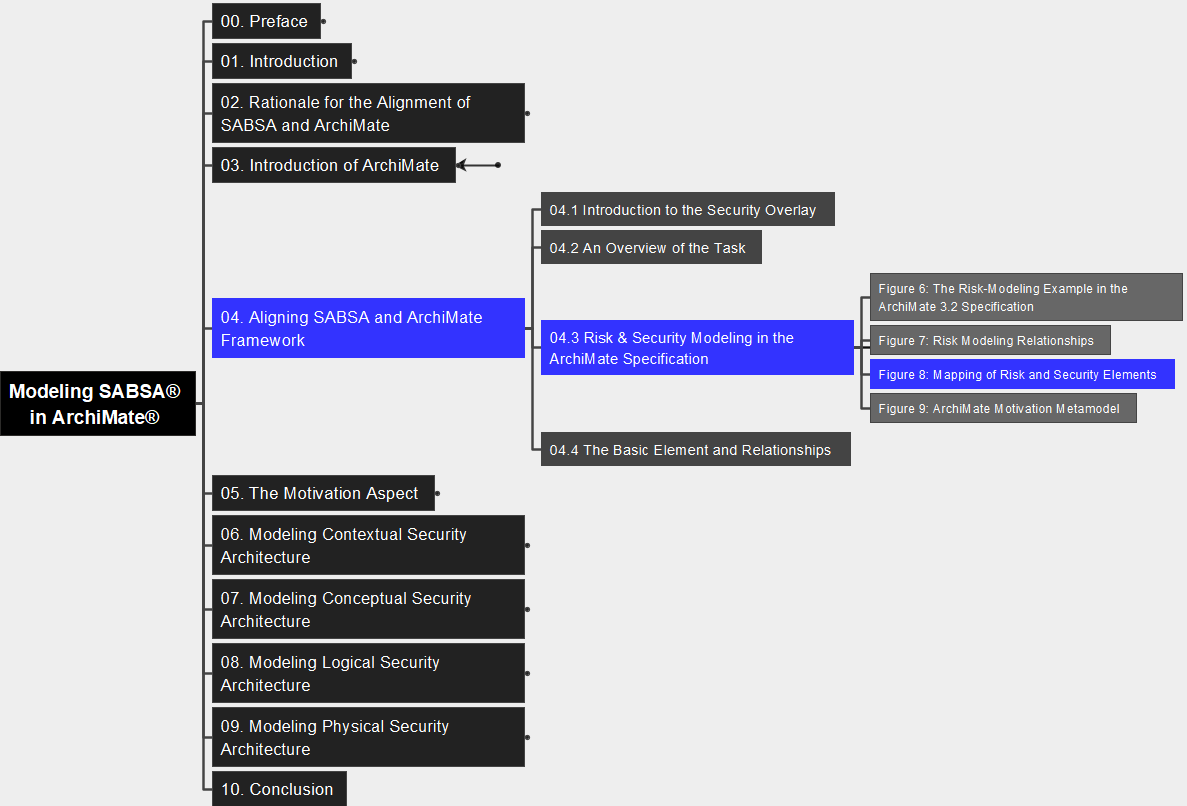 Modeling SABSA®
in ArchiMate®
00. Preface
01. Introduction
02. Rationale for the Alignment of
SABSA and ArchiMate
03. Introduction of ArchiMate
04. Aligning SABSA and ArchiMate
Framework
04.1 Introduction to the Security Overlay
04.2 An Overview of the Task
04.3 Risk & Security Modeling in the
ArchiMate Specification
Figure 6: The Risk-Modeling Example in the
ArchiMate 3.2 Specification
Figure 7: Risk Modeling Relationships
Figure 8: Mapping of Risk and Security Elements
Figure 9: ArchiMate Motivation Metamodel
04.4 The Basic Element and Relationships
05. The Motivation Aspect
06. Modeling Contextual Security
Architecture
07. Modeling Conceptual Security
Architecture
08. Modeling Logical Security
Architecture
09. Modeling Physical Security
Architecture
10. Conclusion